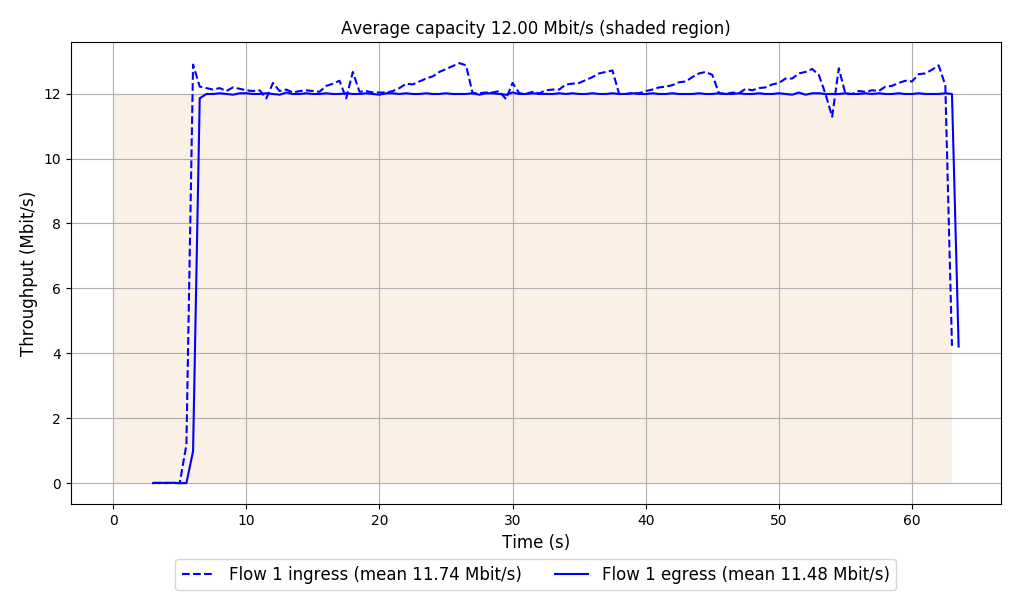 Average capacity 12.00 Mbit/s (shaded region)
Throughput (Mbit/s)
12
10
8
6
4
2
0
0 10 20 30 40 50 60
Time (s)
Flow 1 ingress (mean 11.74 Mbit/s) Flow 1 egress (mean 11.48 Mbit/s)